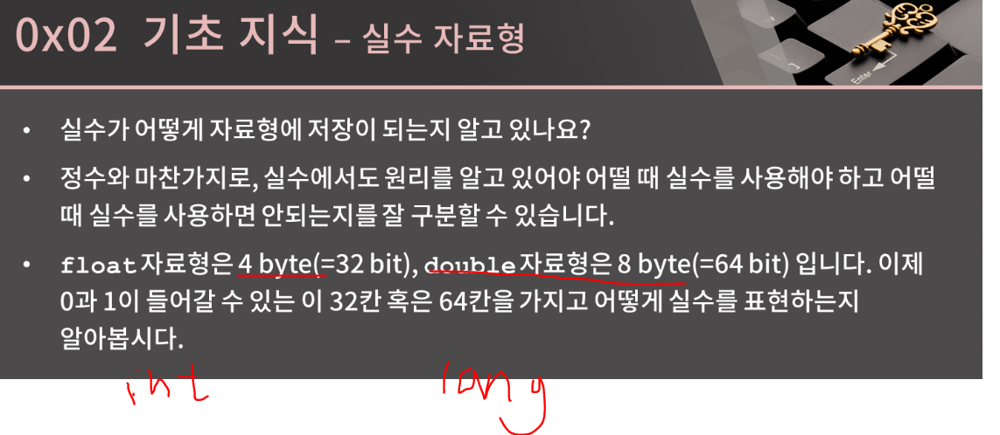 0x02 기초 지식 – 실수 자료형
Enter
• 실수가 어떻게 자료형에 저장이 되는지 알고 있나요?
• 정수와 마찬가지로, 실수에서도 원리를 알고 있어야 어떨 때 실수를 사용해야 하고 어떨
때 실수를 사용하면 안되는지를 잘 구분할 수 있습니다.
• float 자료형은 4 byte(=32 bit), double 자료형은 8 byte(=64 bit) 입니다. 이제
0과 1이 들어갈 수 있는 이 32칸 혹은 64칸을 가지고 어떻게 실수를 표현하는지
알아봅시다.
int long